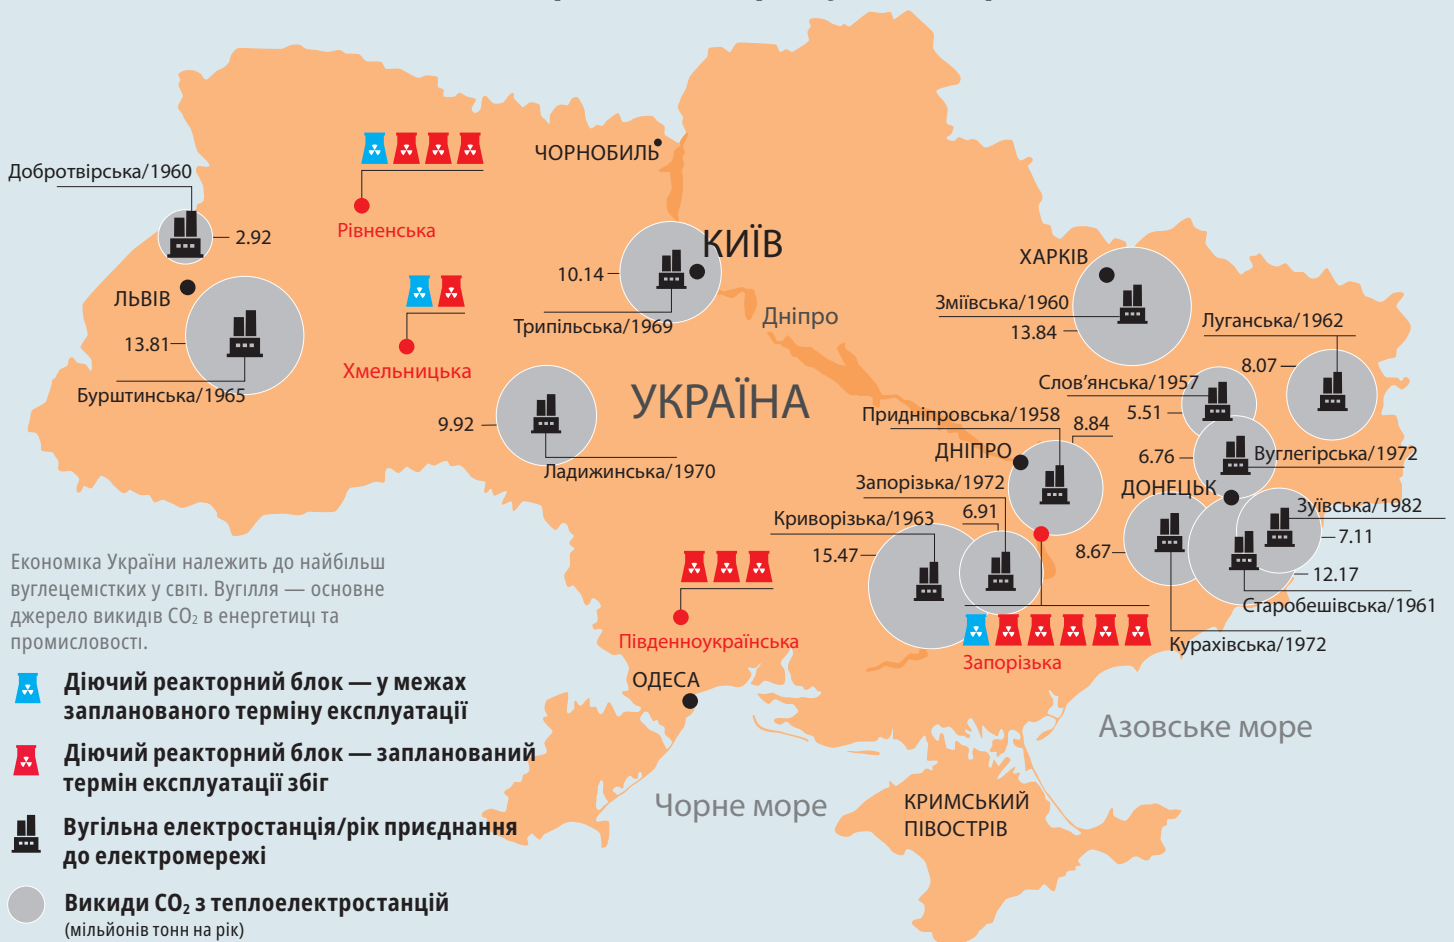 ЧОРНОБИЛЬ
Добротвірська/1960
2.92
Рівненська
КИЇВ
10.14
Трипільська/1969
Дніпро
ХАРКІВ
Зміївська/1960
13.84
Луганська/1962
8.07
ЛЬВІВ
13.81
Бурштинська/1965
Хмельницька
УКРАЇНА
9.92
Ладижинська/1970
Слов’янська/1957
5.51
Придніпровська/1958
8.84
ДНІПРО
6.76
Вуглегірська/1972
Запорізька/1972
6.91
ДОНЕЦЬК
Криворізька/1963
15.47
Зуївська/1982
7.11
8.67
12.17
Старобешівська/1961
Курахівська/1972
Південноукраїнська
Запорізька
ОДЕСА
Азовське море
Чорне море
КРИМСЬКИЙ
ПІВОСТРІВ
Економіка України належить до найбільш
вуглецемістких у світі. Вугілля — основне
джерело викидів CO₂ в енергетиці та
промисловості.
Діючий реакторний блок — у межах
запланованого терміну експлуатації
Діючий реакторний блок — запланований
термін експлуатації збіг
Вугільна електростанція/рік приєднання
до електромережі
Викиди CO₂ з теплоелектростанцій
(мільйонів тонн на рік)